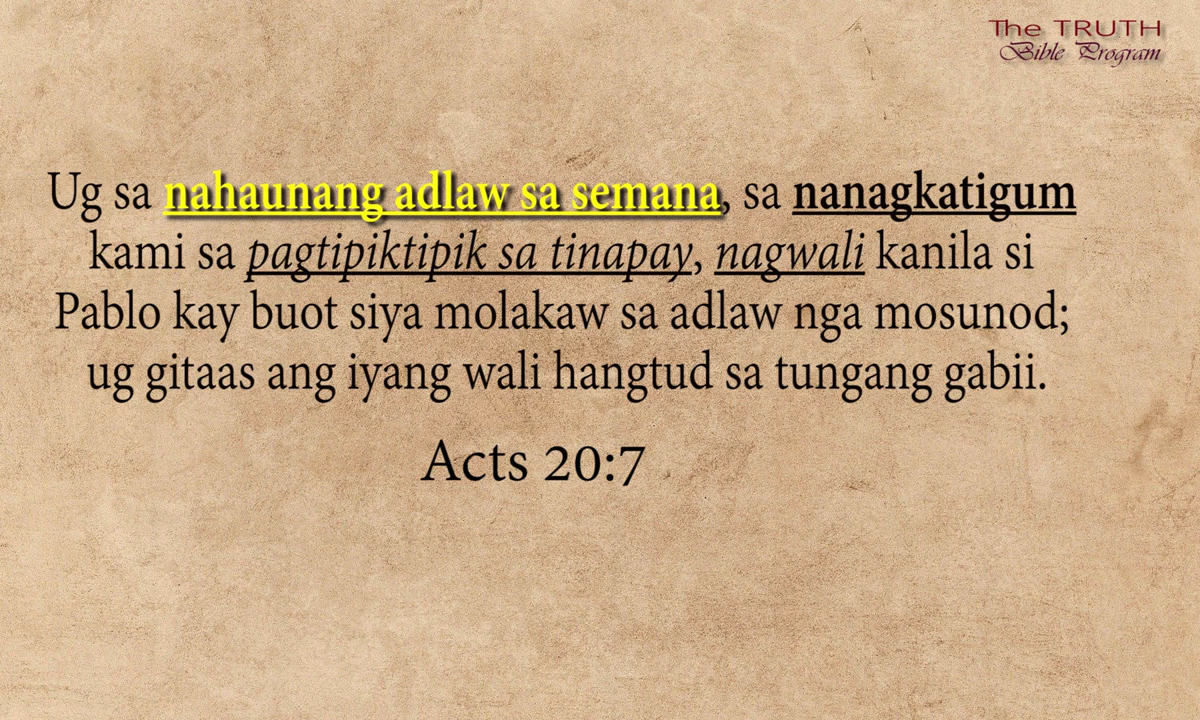 The TRUTH
Bible Program
Ug sa nahaunang adlaw sa semana, sa nanagkatigum
kami sa pagtipiktipik sa tinapay, nagwali kanila si
Pablo kay buot siya molakaw sa adlaw nga mosunod;
ug gitaas ang iyang wali hangtud sa tungang gabii.
Acts 20:7